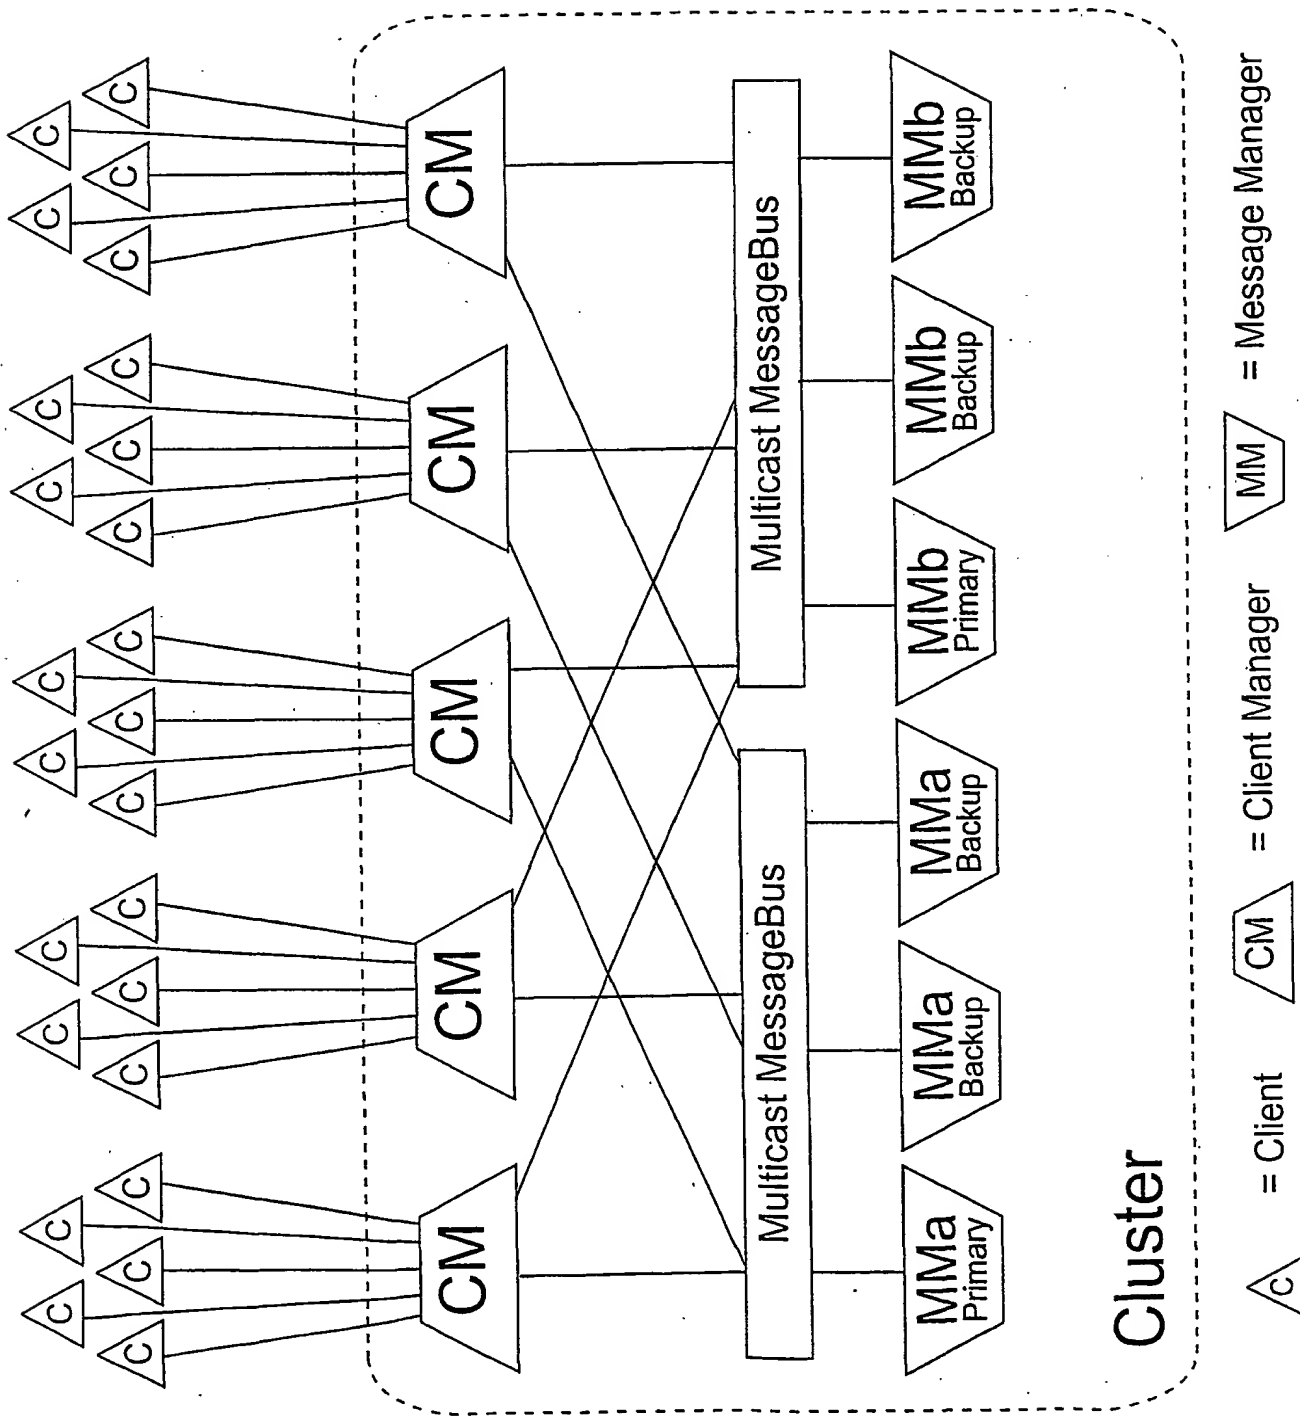 C C C C C C C C C C
C C C C C C C C C C C C C C C
CM CM CM CM CM
Multicast MessageBus Multicast MessageBus
MMa MMa MMa MMb MMb MMb
Primary Backup Backup Primary Backup Backup
Cluster
C = Client CM = Client Manager MM = Message Manager